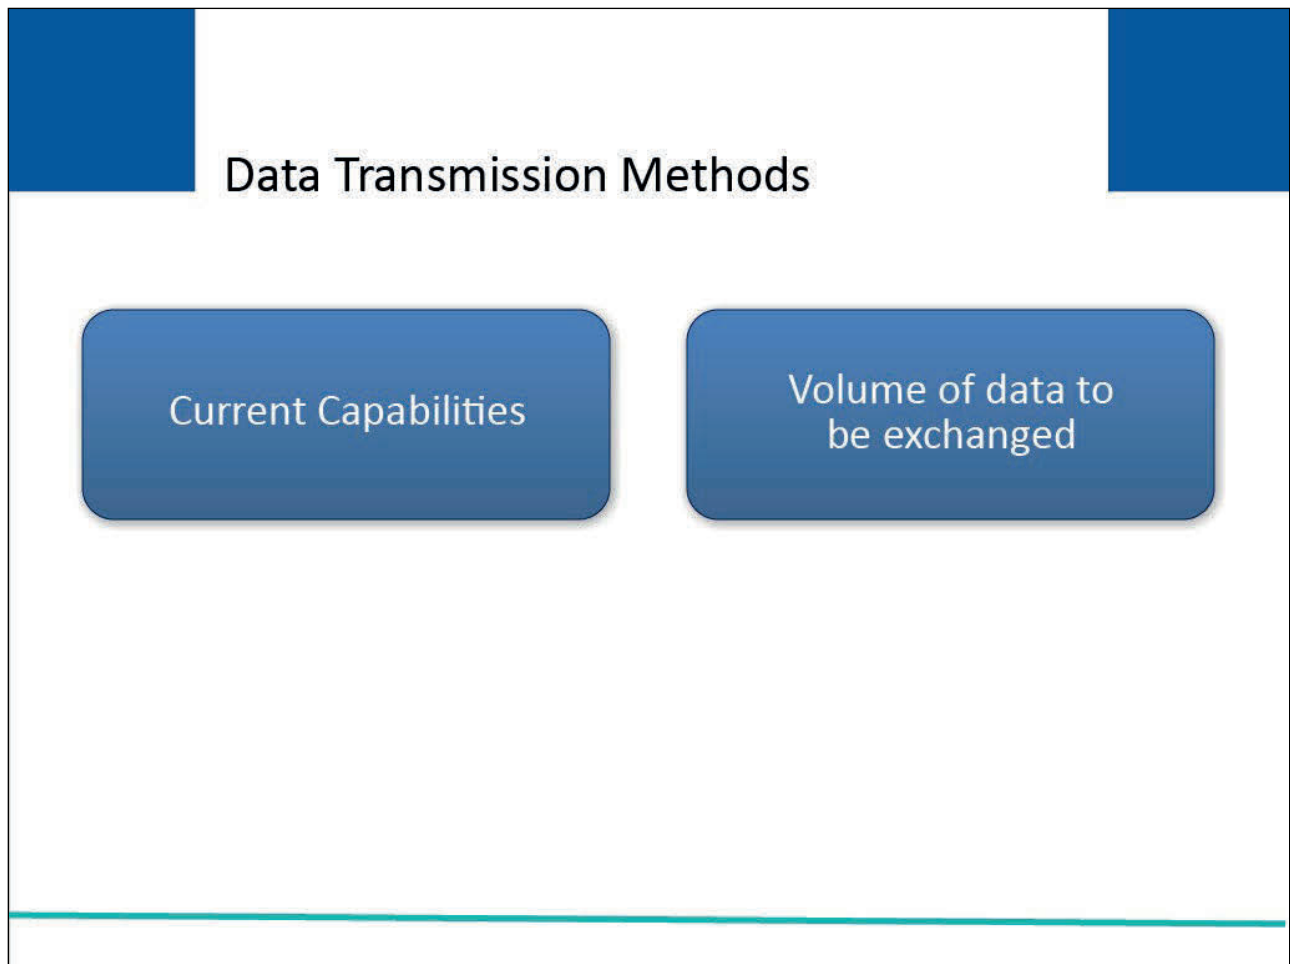 Data Transmission Methods
Current Capabilities
Volume of data to
be exchanged